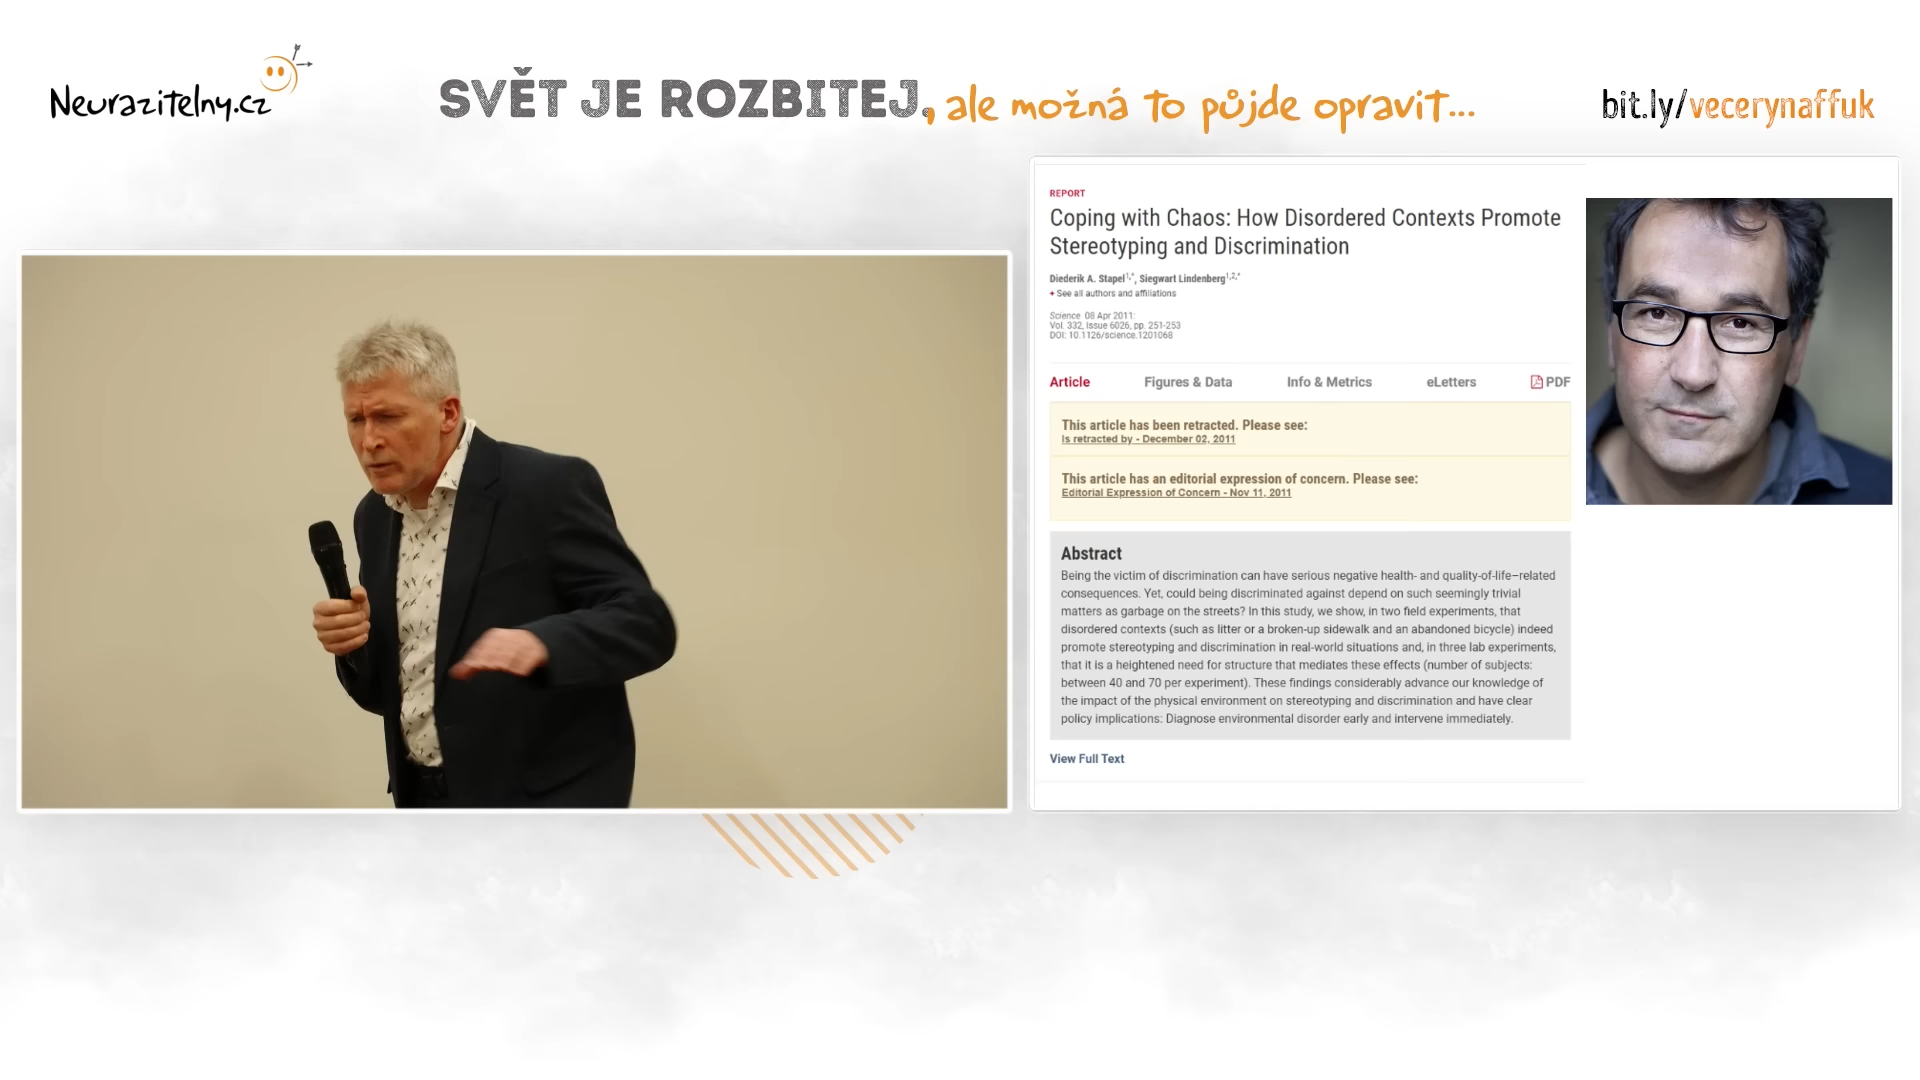 Neurazitelny.cz
SVĚT JE ROZBITEJ, ale možná to půjde opravit...
bit.ly/vecerynaffuk
REPORT
Coping with Chaos: How Disordered Contexts Promote
Stereotyping and Discrimination
Diederik A. Stapel1,*, Siegwart Lindenberg1,2,*
+ See all authors and affiliations
Science 08 Apr 2011:
Vol. 332, Issue 6026, pp. 251-253
DOI: 10.1126/science.1201068
Article Figures & Data Info & Metrics eLetters PDF
This article has been retracted. Please see:
Is retracted by - December 02, 2011
This article has an editorial expression of concern. Please see:
Editorial Expression of Concern - Nov 11, 2011
Abstract
Being the victim of discrimination can have serious negative health- and quality-of-life–related
consequences. Yet, could being discriminated against depend on such seemingly trivial
matters as garbage on the streets? In this study, we show, in two field experiments, that
disordered contexts (such as litter or a broken-up sidewalk and an abandoned bicycle) indeed
promote stereotyping and discrimination in real-world situations and, in three lab experiments,
that it is a heightened need for structure that mediates these effects (number of subjects:
between 40 and 70 per experiment). These findings considerably advance our knowledge of
the impact of the physical environment on stereotyping and discrimination and have clear
policy implications: Diagnose environmental disorder early and intervene immediately.
View Full Text